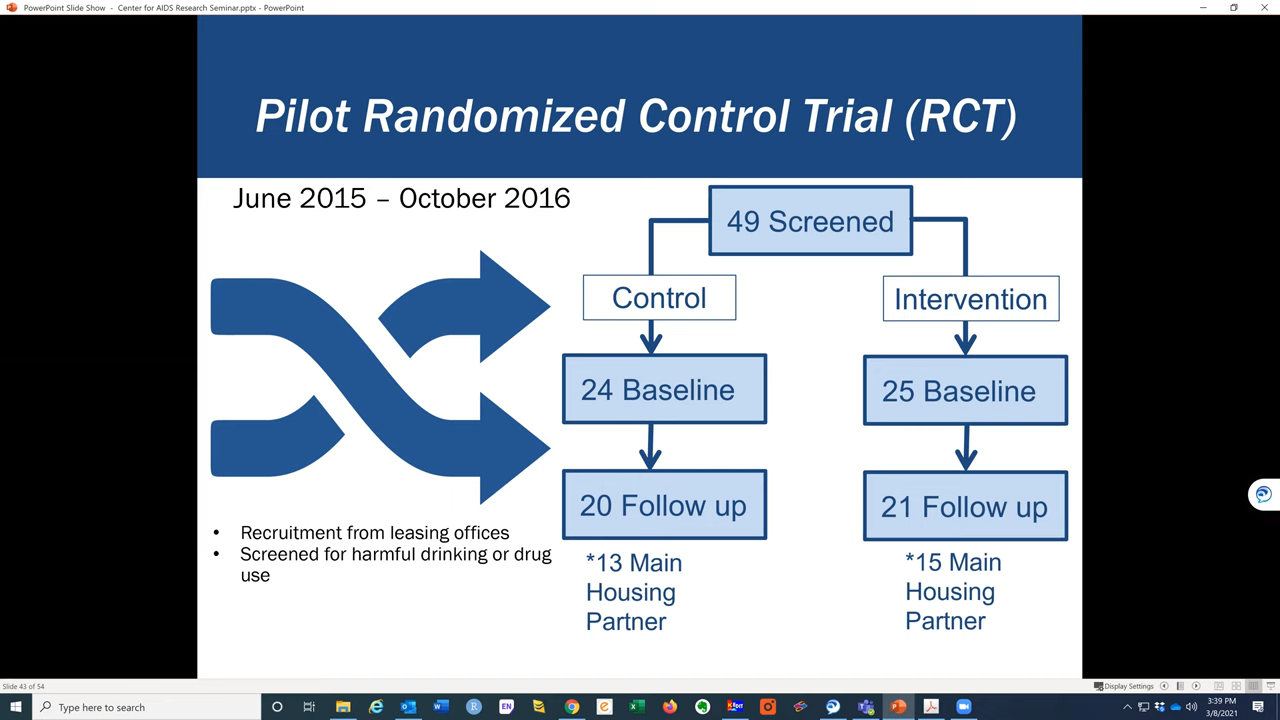 PowerPoint Slide Show - Center for AIDS Research Seminar.pptx - PowerPoint
Pilot Randomized Control Trial (RCT)
June 2015 – October 2016
49 Screened
Control
Intervention
24 Baseline
25 Baseline
20 Follow up
21 Follow up
• Recruitment from leasing offices
• Screened for harmful drinking or drug
use
*13 Main
Housing
Partner
*15 Main
Housing
Partner
Slide 43 of 54
Display Settings
Type here to search
EN
3:39 PM
3/8/2021